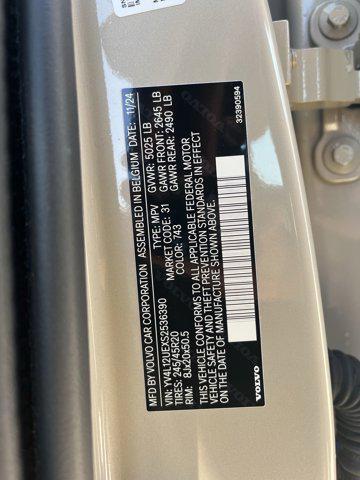 MFD BY VOLVO CAR CORPORATION ASSEMBLED IN BELGIUM DATE: 11/24
VIN: YV4L12UEXS2536390 TYPE: MPV GVWR: 5025 LB
TIRES: 245/45R20 MARKET CODE: 31 GAWR FRONT: 2645 LB
RIM: 8Jx20x50.5 COLOR: 743 GAWR REAR: 2490 LB
THIS VEHICLE CONFORMS TO ALL APPLICABLE FEDERAL MOTOR
VEHICLE SAFETY AND THEFT PREVENTION STANDARDS IN EFFECT
ON THE DATE OF MANUFACTURE SHOWN ABOVE.
VOLVO 32390594